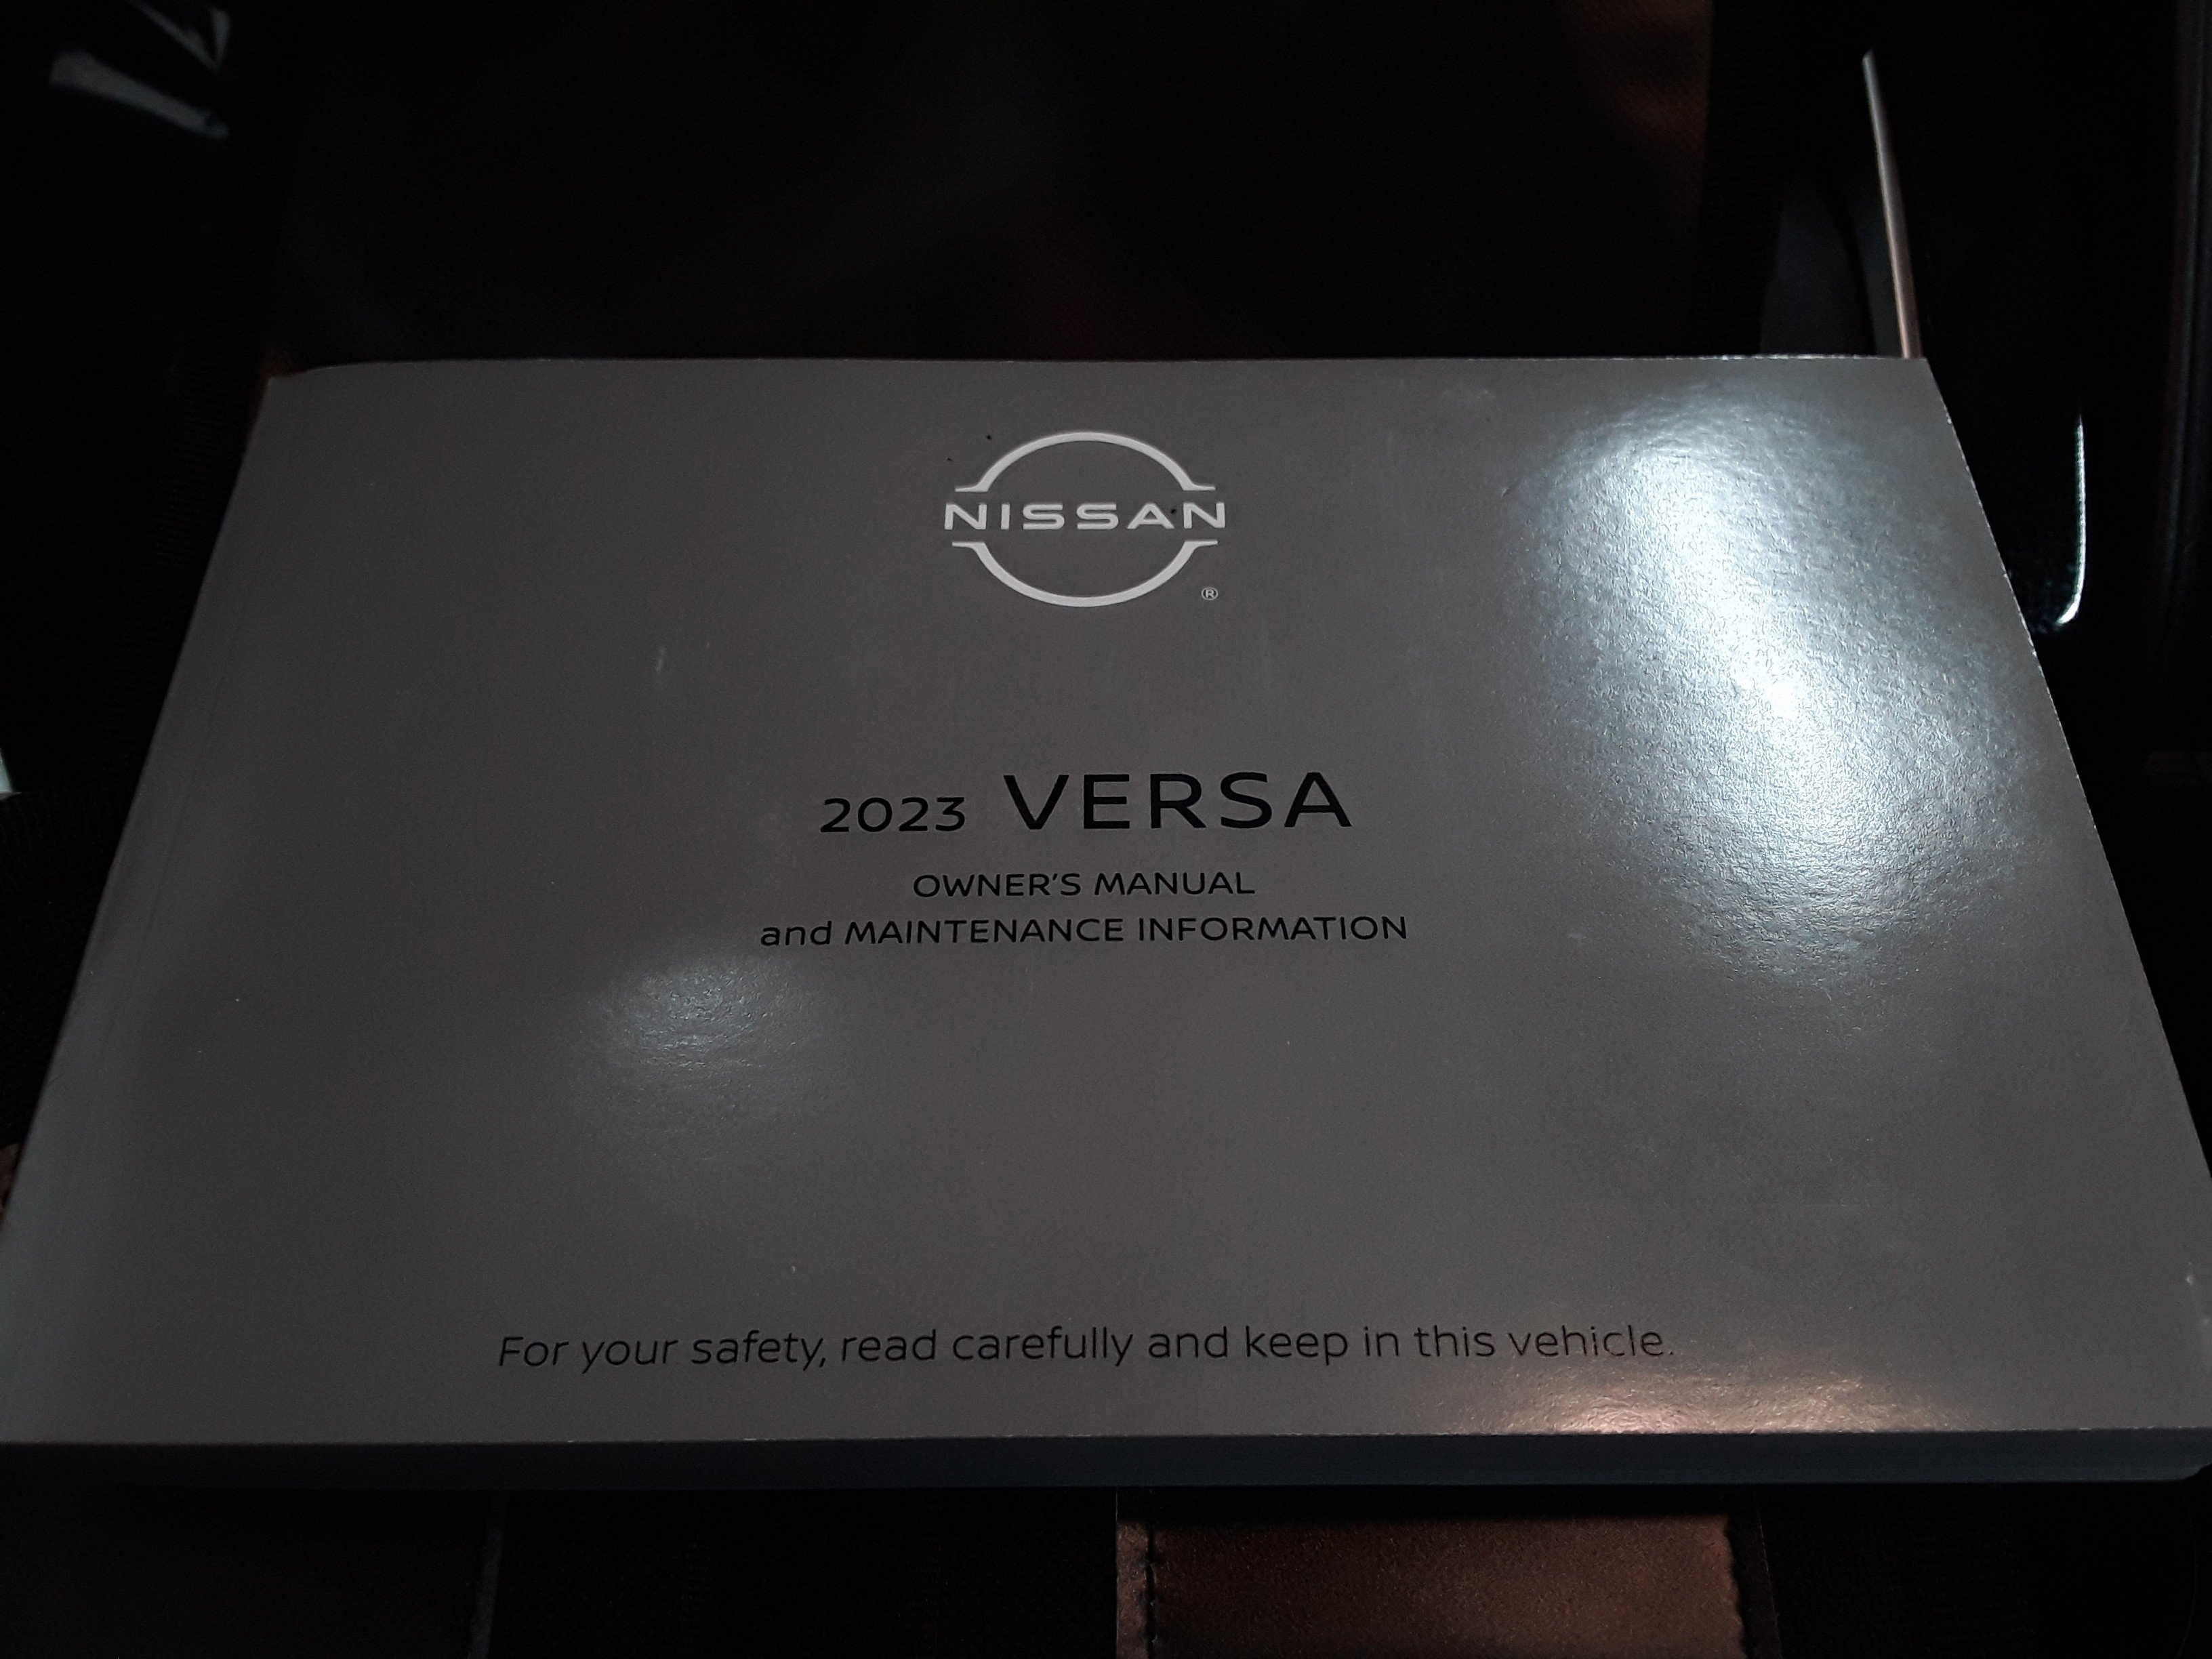 NISSAN
®
2023 VERSA
OWNER'S MANUAL
and MAINTENANCE INFORMATION
For your safety, read carefully and keep in this vehicle.